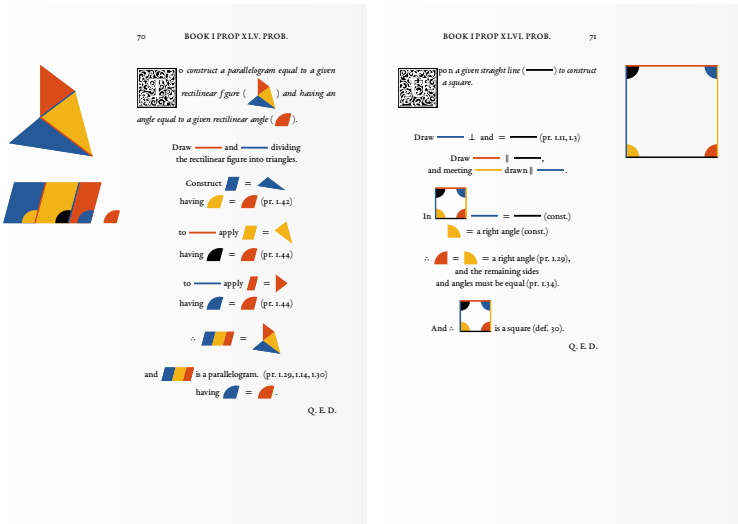 70 BOOK I PROP XLV. PROB.
To construct a parallelogram equal to a given
rectilinear figure ( ) and having an
angle equal to a given rectilinear angle ( ).
Draw and dividing
the rectilinear figure into triangles.
Construct =
having = (pr. 1.42)
to apply =
having = (pr. 1.44)
to apply =
having = (pr. 1.44)
∴ =
and is a parallelogram. (pr. 1.29, 1.14, 1.30)
having = .
Q. E. D.
BOOK I PROP XLVI. PROB. 71
Upon a given straight line ( ) to construct
a square.
Draw ⊥ and = (pr. 1.11, 1.3)
Draw ∥ ,
and meeting drawn ∥ .
In = (const.)
= a right angle (const.)
∴ = = a right angle (pr. 1.29),
and the remaining sides
and angles must be equal (pr. 1.34).
And ∴ is a square (def. 30).
Q. E. D.